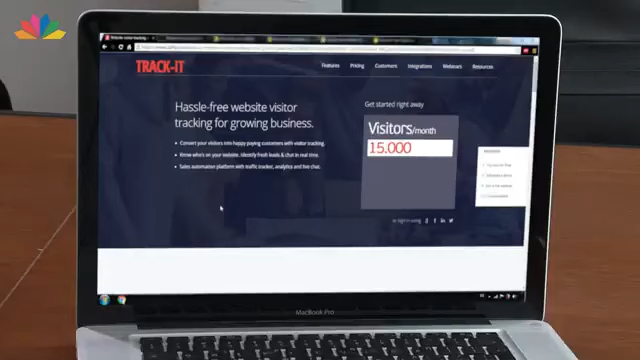 TRACK-IT
Features Pricing Customers Integrations Webinars Resources
Hassle-free website visitor
tracking for growing business.
Convert your visitors into happy paying customers with visitor tracking.
Know who's on your website. Identify fresh leads & chat in real time.
Sales automation platform with traffic tracker, analytics and live chat.
Get started right away
Visitors/month
15.000
MacBook Pro